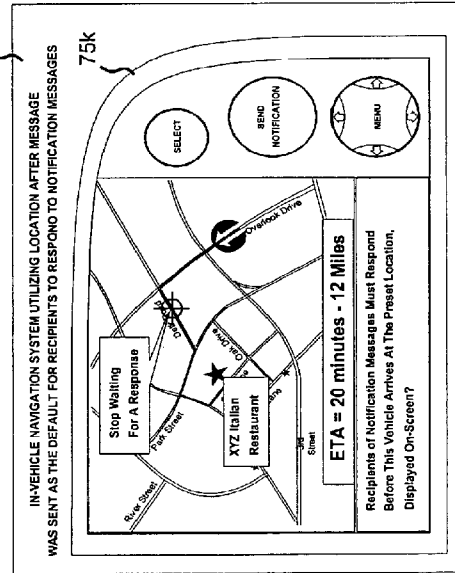 IN-VEHICLE NAVIGATION SYSTEM UTILIZING LOCATION AFTER MESSAGE
WAS SENT AS THE DEFAULT FOR RECIPIENTS TO RESPOND TO NOTIFICATION MESSAGES
75k
Stop Waiting
For A Response
XYZ Italian
Restaurant
River Street
Park Street
Oak Drive
Overlook Drive
3rd
Street
ETA = 20 minutes - 12 Miles
Recipients of Notification Messages Must Respond
Before This Vehicle Arrives At The Preset Location,
Displayed On-Screen?
SELECT
SEND
NOTIFICATION
MENU